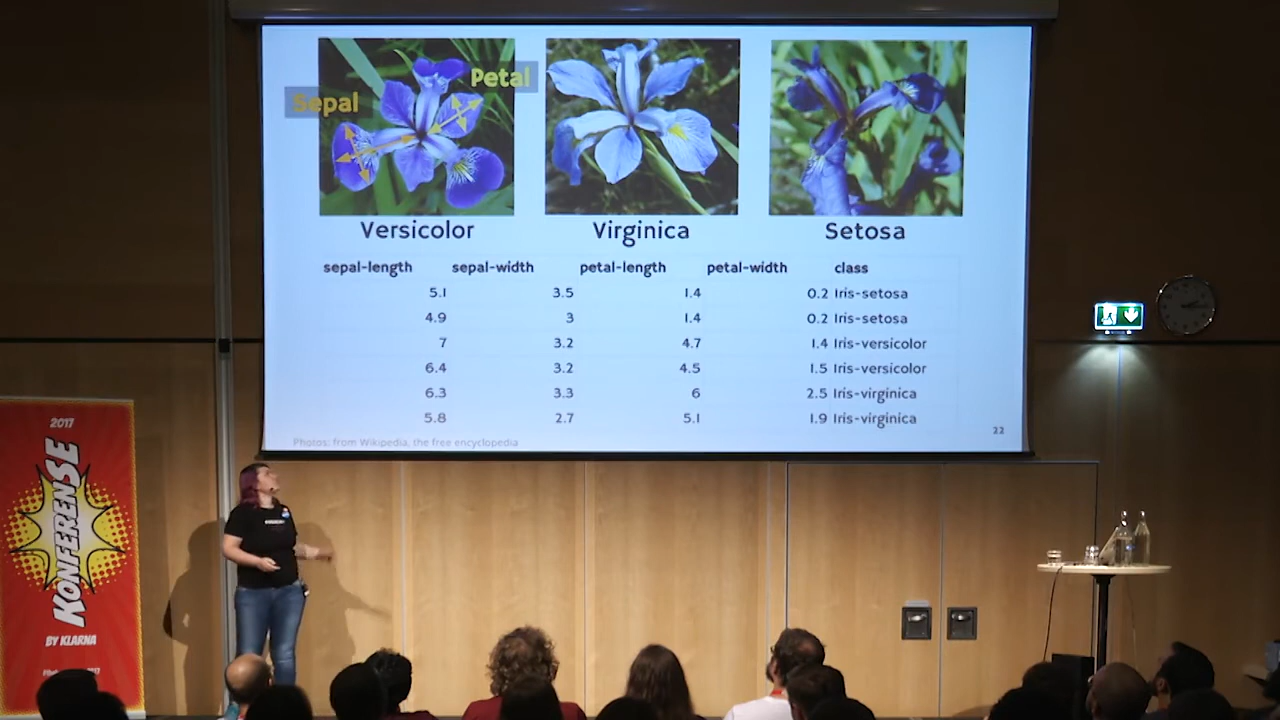 Petal
Sepal
Versicolor Virginica Setosa
sepal-length sepal-width petal-length petal-width class
5.1 3.5 1.4 0.2 Iris-setosa
4.9 3 1.4 0.2 Iris-setosa
7 3.2 4.7 1.4 Iris-versicolor
6.4 3.2 4.5 1.5 Iris-versicolor
6.3 3.3 6 2.5 Iris-virginica
5.8 2.7 5.1 1.9 Iris-virginica
22
Photos: from Wikipedia, the free encyclopedia
2017
KONFERENSE
BY KLARNA